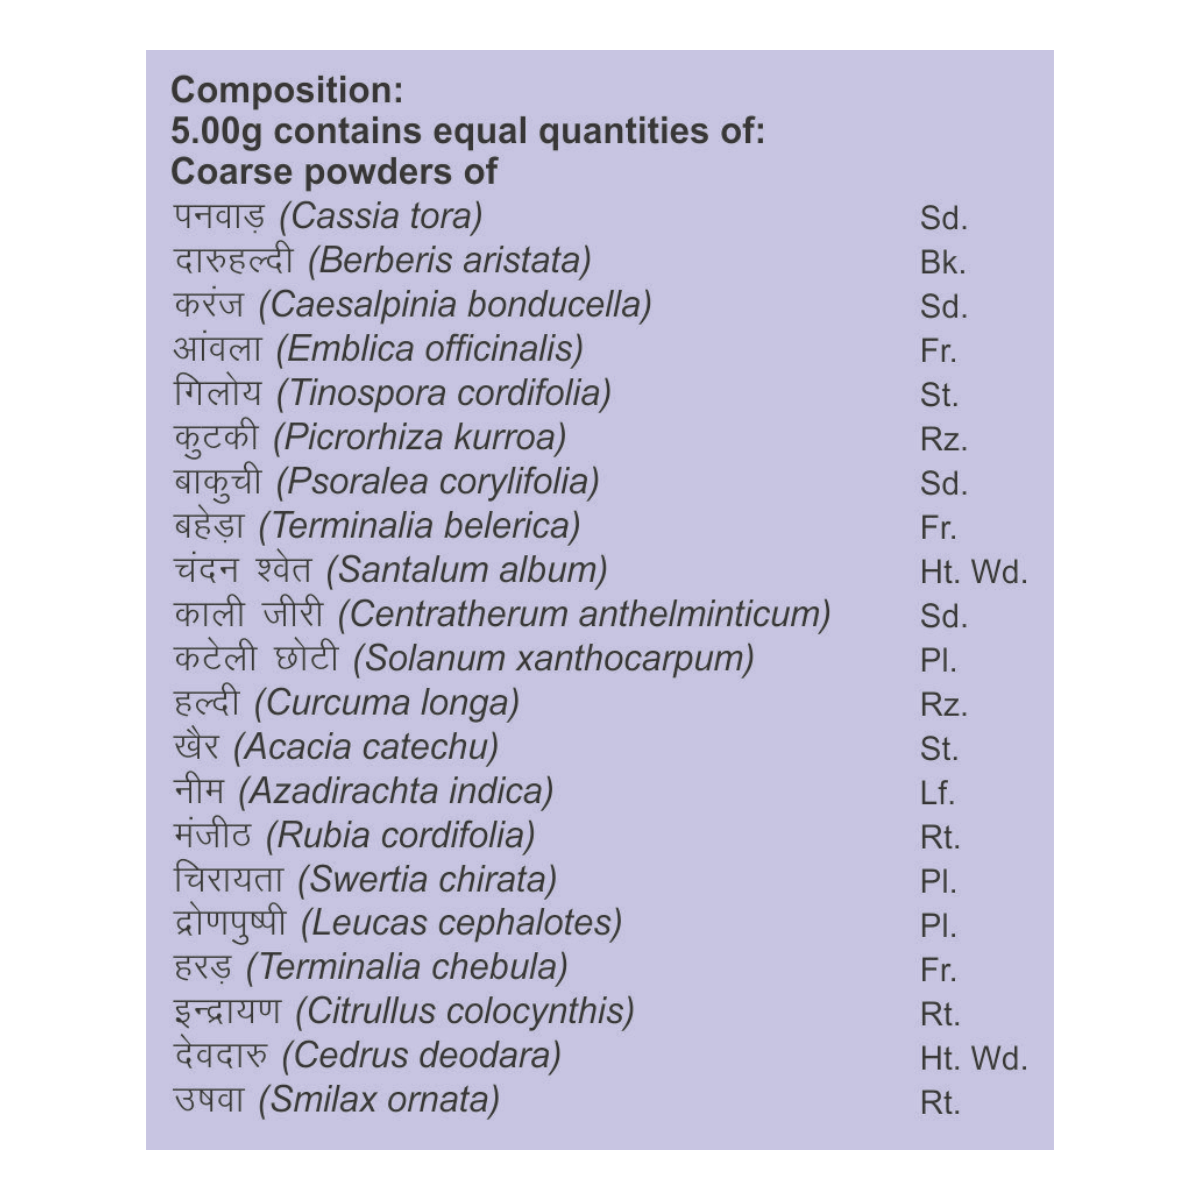 Composition:
5.00g contains equal quantities of:
Coarse powders of
पनवाड़ (Cassia tora) Sd.
दारुहल्दी (Berberis aristata) Bk.
करंज (Caesalpinia bonducella) Sd.
आंवला (Emblica officinalis) Fr.
गिलोय (Tinospora cordifolia) St.
कुटकी (Picrorhiza kurroa) Rz.
बाकुची (Psoralea corylifolia) Sd.
बहेड़ा (Terminalia belerica) Fr.
चंदन श्वेत (Santalum album) Ht. Wd.
काली जीरी (Centratherum anthelminticum) Sd.
कटेली छोटी (Solanum xanthocarpum) Pl.
हल्दी (Curcuma longa) Rz.
खैर (Acacia catechu) St.
नीम (Azadirachta indica) Lf.
मंजीठ (Rubia cordifolia) Rt.
चिरायता (Swertia chirata) Pl.
द्रोणपुष्पी (Leucas cephalotes) Pl.
हरड़ (Terminalia chebula) Fr.
इन्द्रायण (Citrullus colocynthis) Rt.
देवदारु (Cedrus deodara) Ht. Wd.
उषवा (Smilax ornata) Rt.